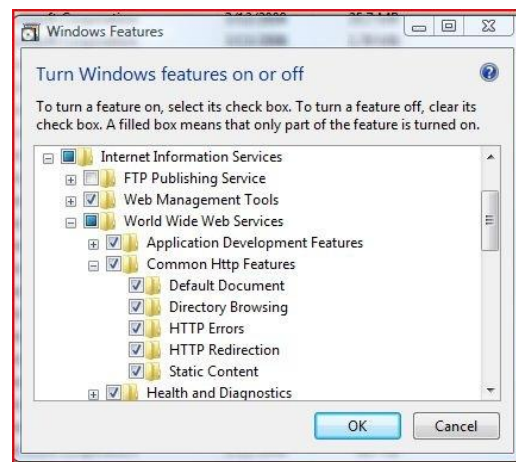 Windows Features
Turn Windows features on or off
To turn a feature on, select its check box. To turn a feature off, clear its
check box. A filled box means that only part of the feature is turned on.
Internet Information Services
FTP Publishing Service
Web Management Tools
World Wide Web Services
Application Development Features
Common Http Features
Default Document
Directory Browsing
HTTP Errors
HTTP Redirection
Static Content
Health and Diagnostics
OK Cancel